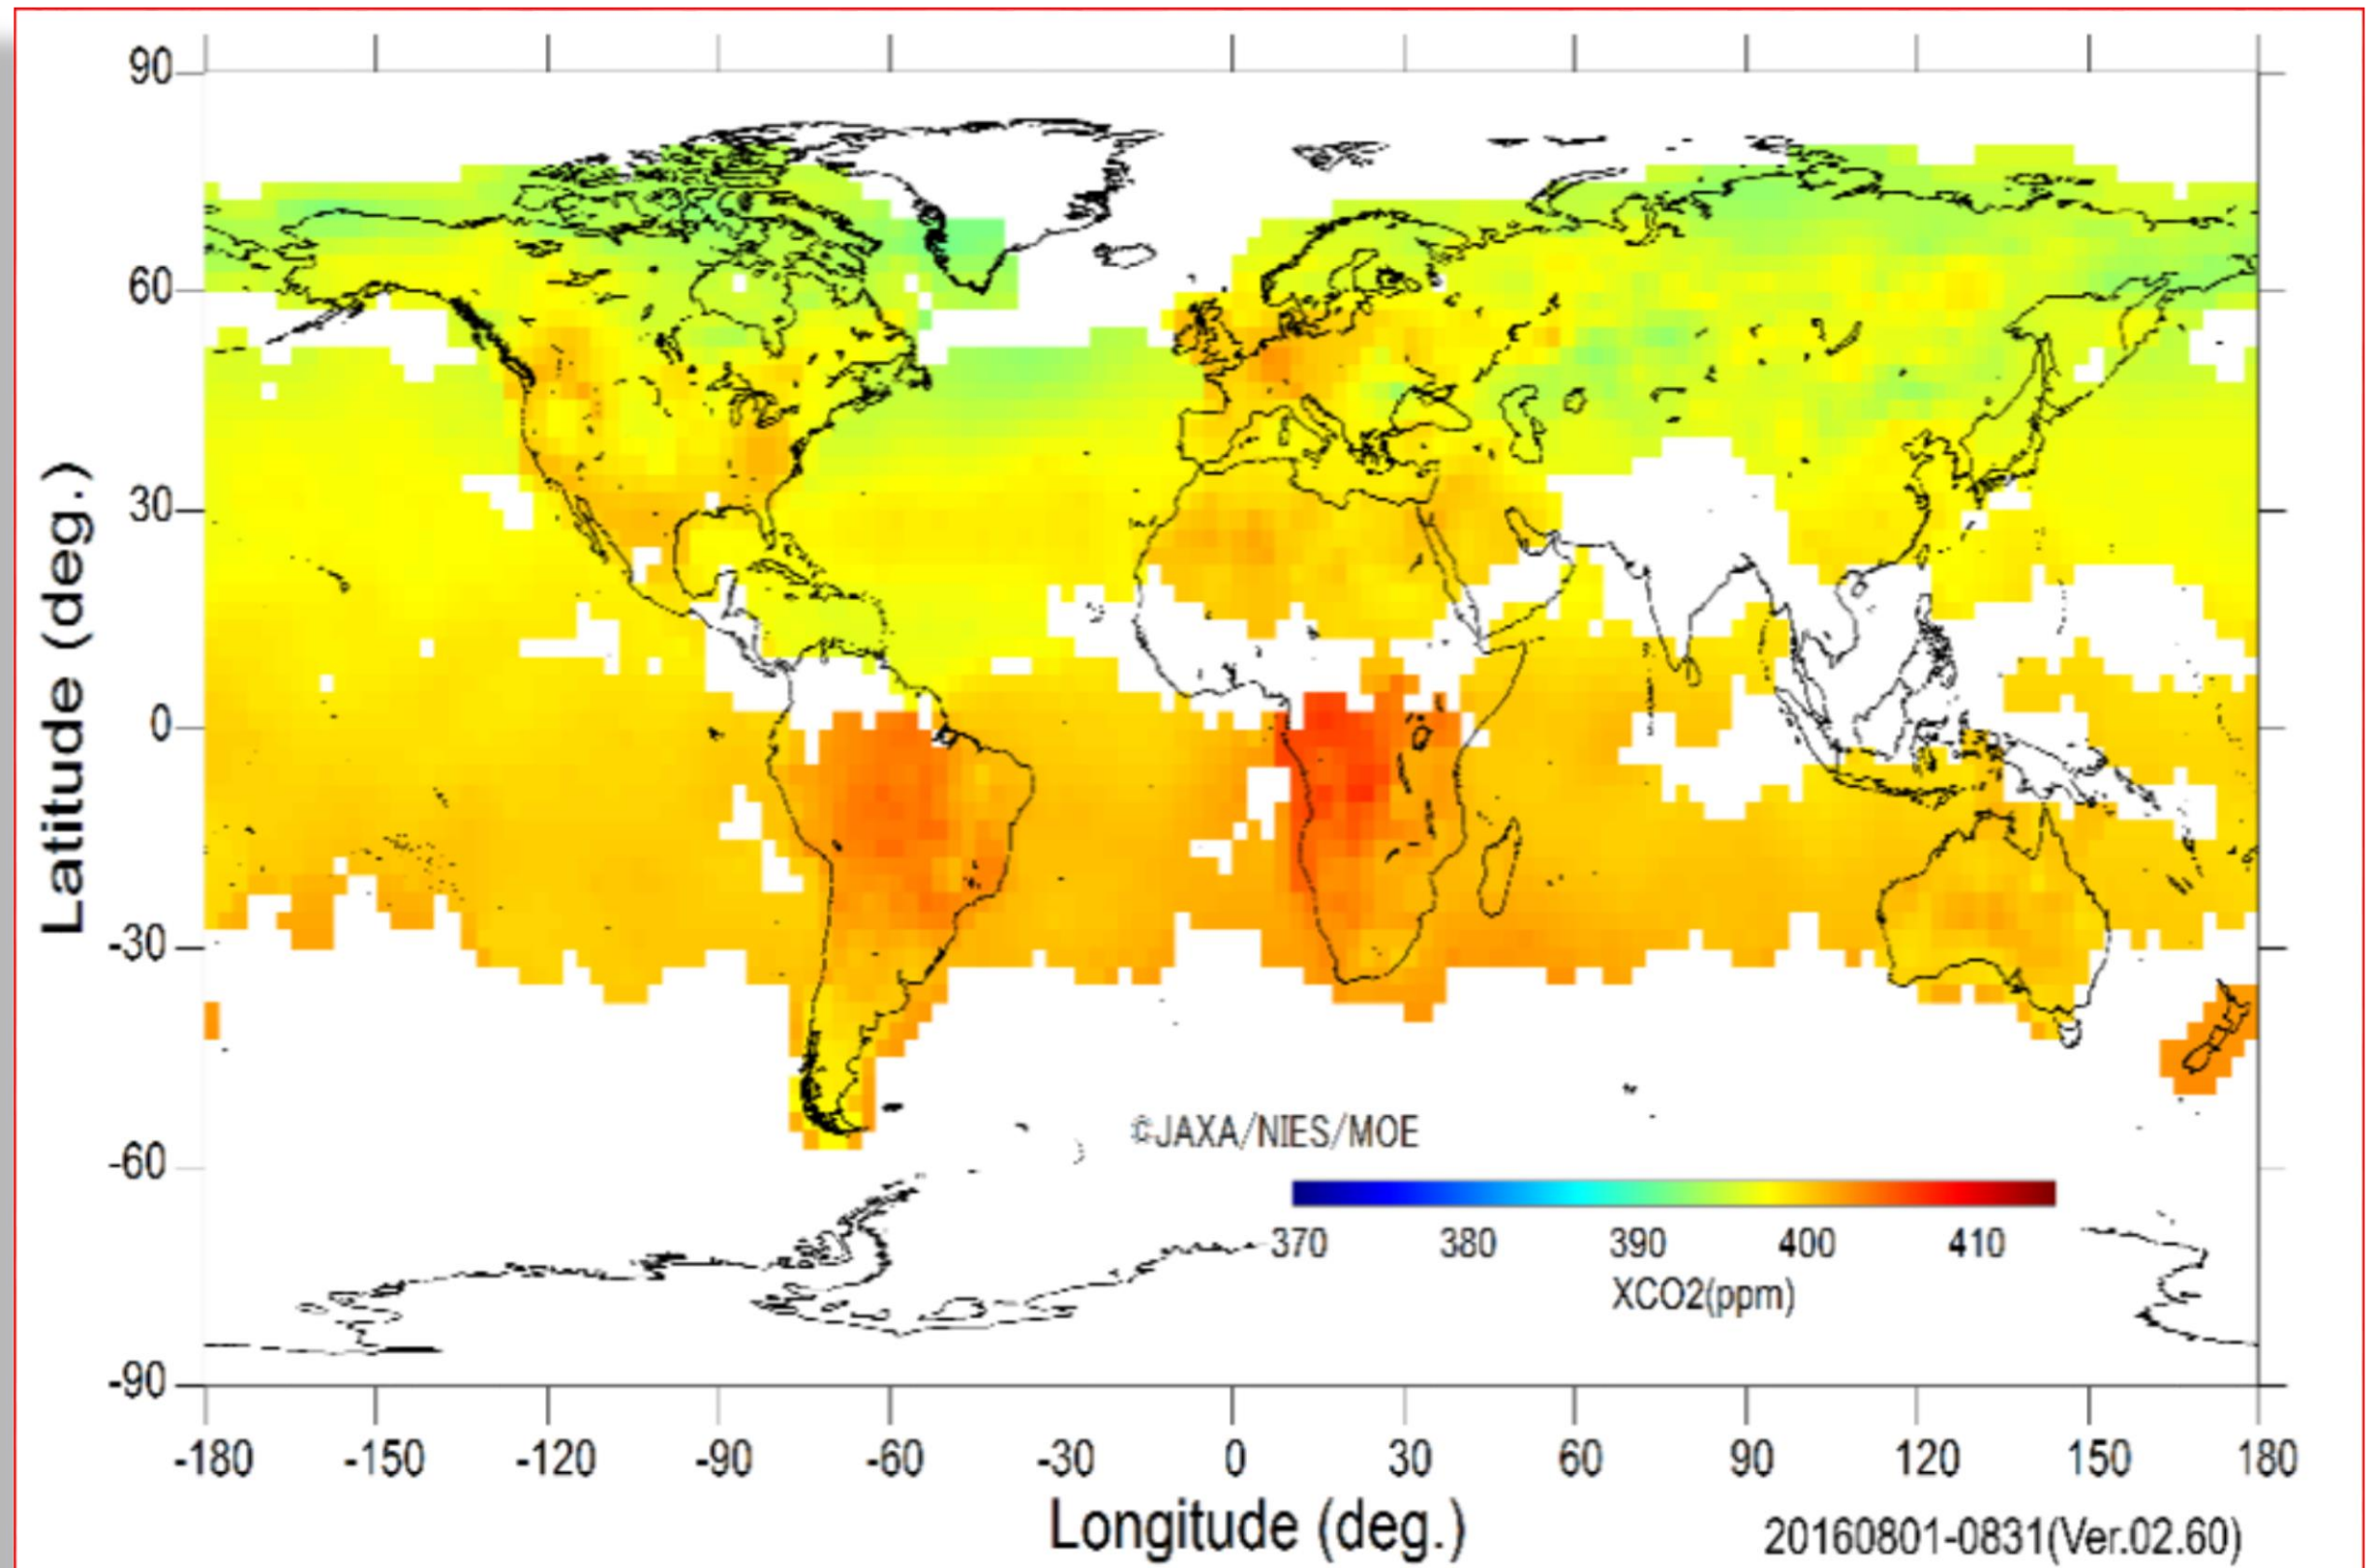 90
60
30
0
-30
-60
-90
Latitude (deg.)
©JAXA/NIES/MOE
370 380 390 400 410
XCO2(ppm)
-180 -150 -120 -90 -60 -30 0 30 60 90 120 150 180
Longitude (deg.)
20160801-0831(Ver.02.60)